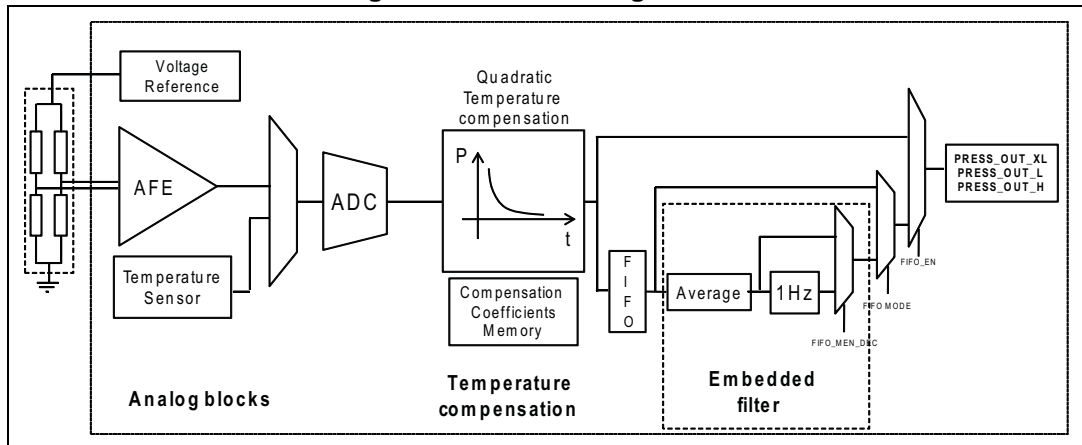 Voltage
Reference
Quadratic
Temperature
compensation
AFE
ADC
P
t
Temperature
Sensor
Compensation
Coefficients
Memory
F
I
F
O
Average
1Hz
PRESS_OUT_XL
PRESS_OUT_L
PRESS_OUT_H
FIFO_EN
FIFO MODE
FIFO_MEN_DEC
Analog blocks
Temperature
compensation
Embedded
filter